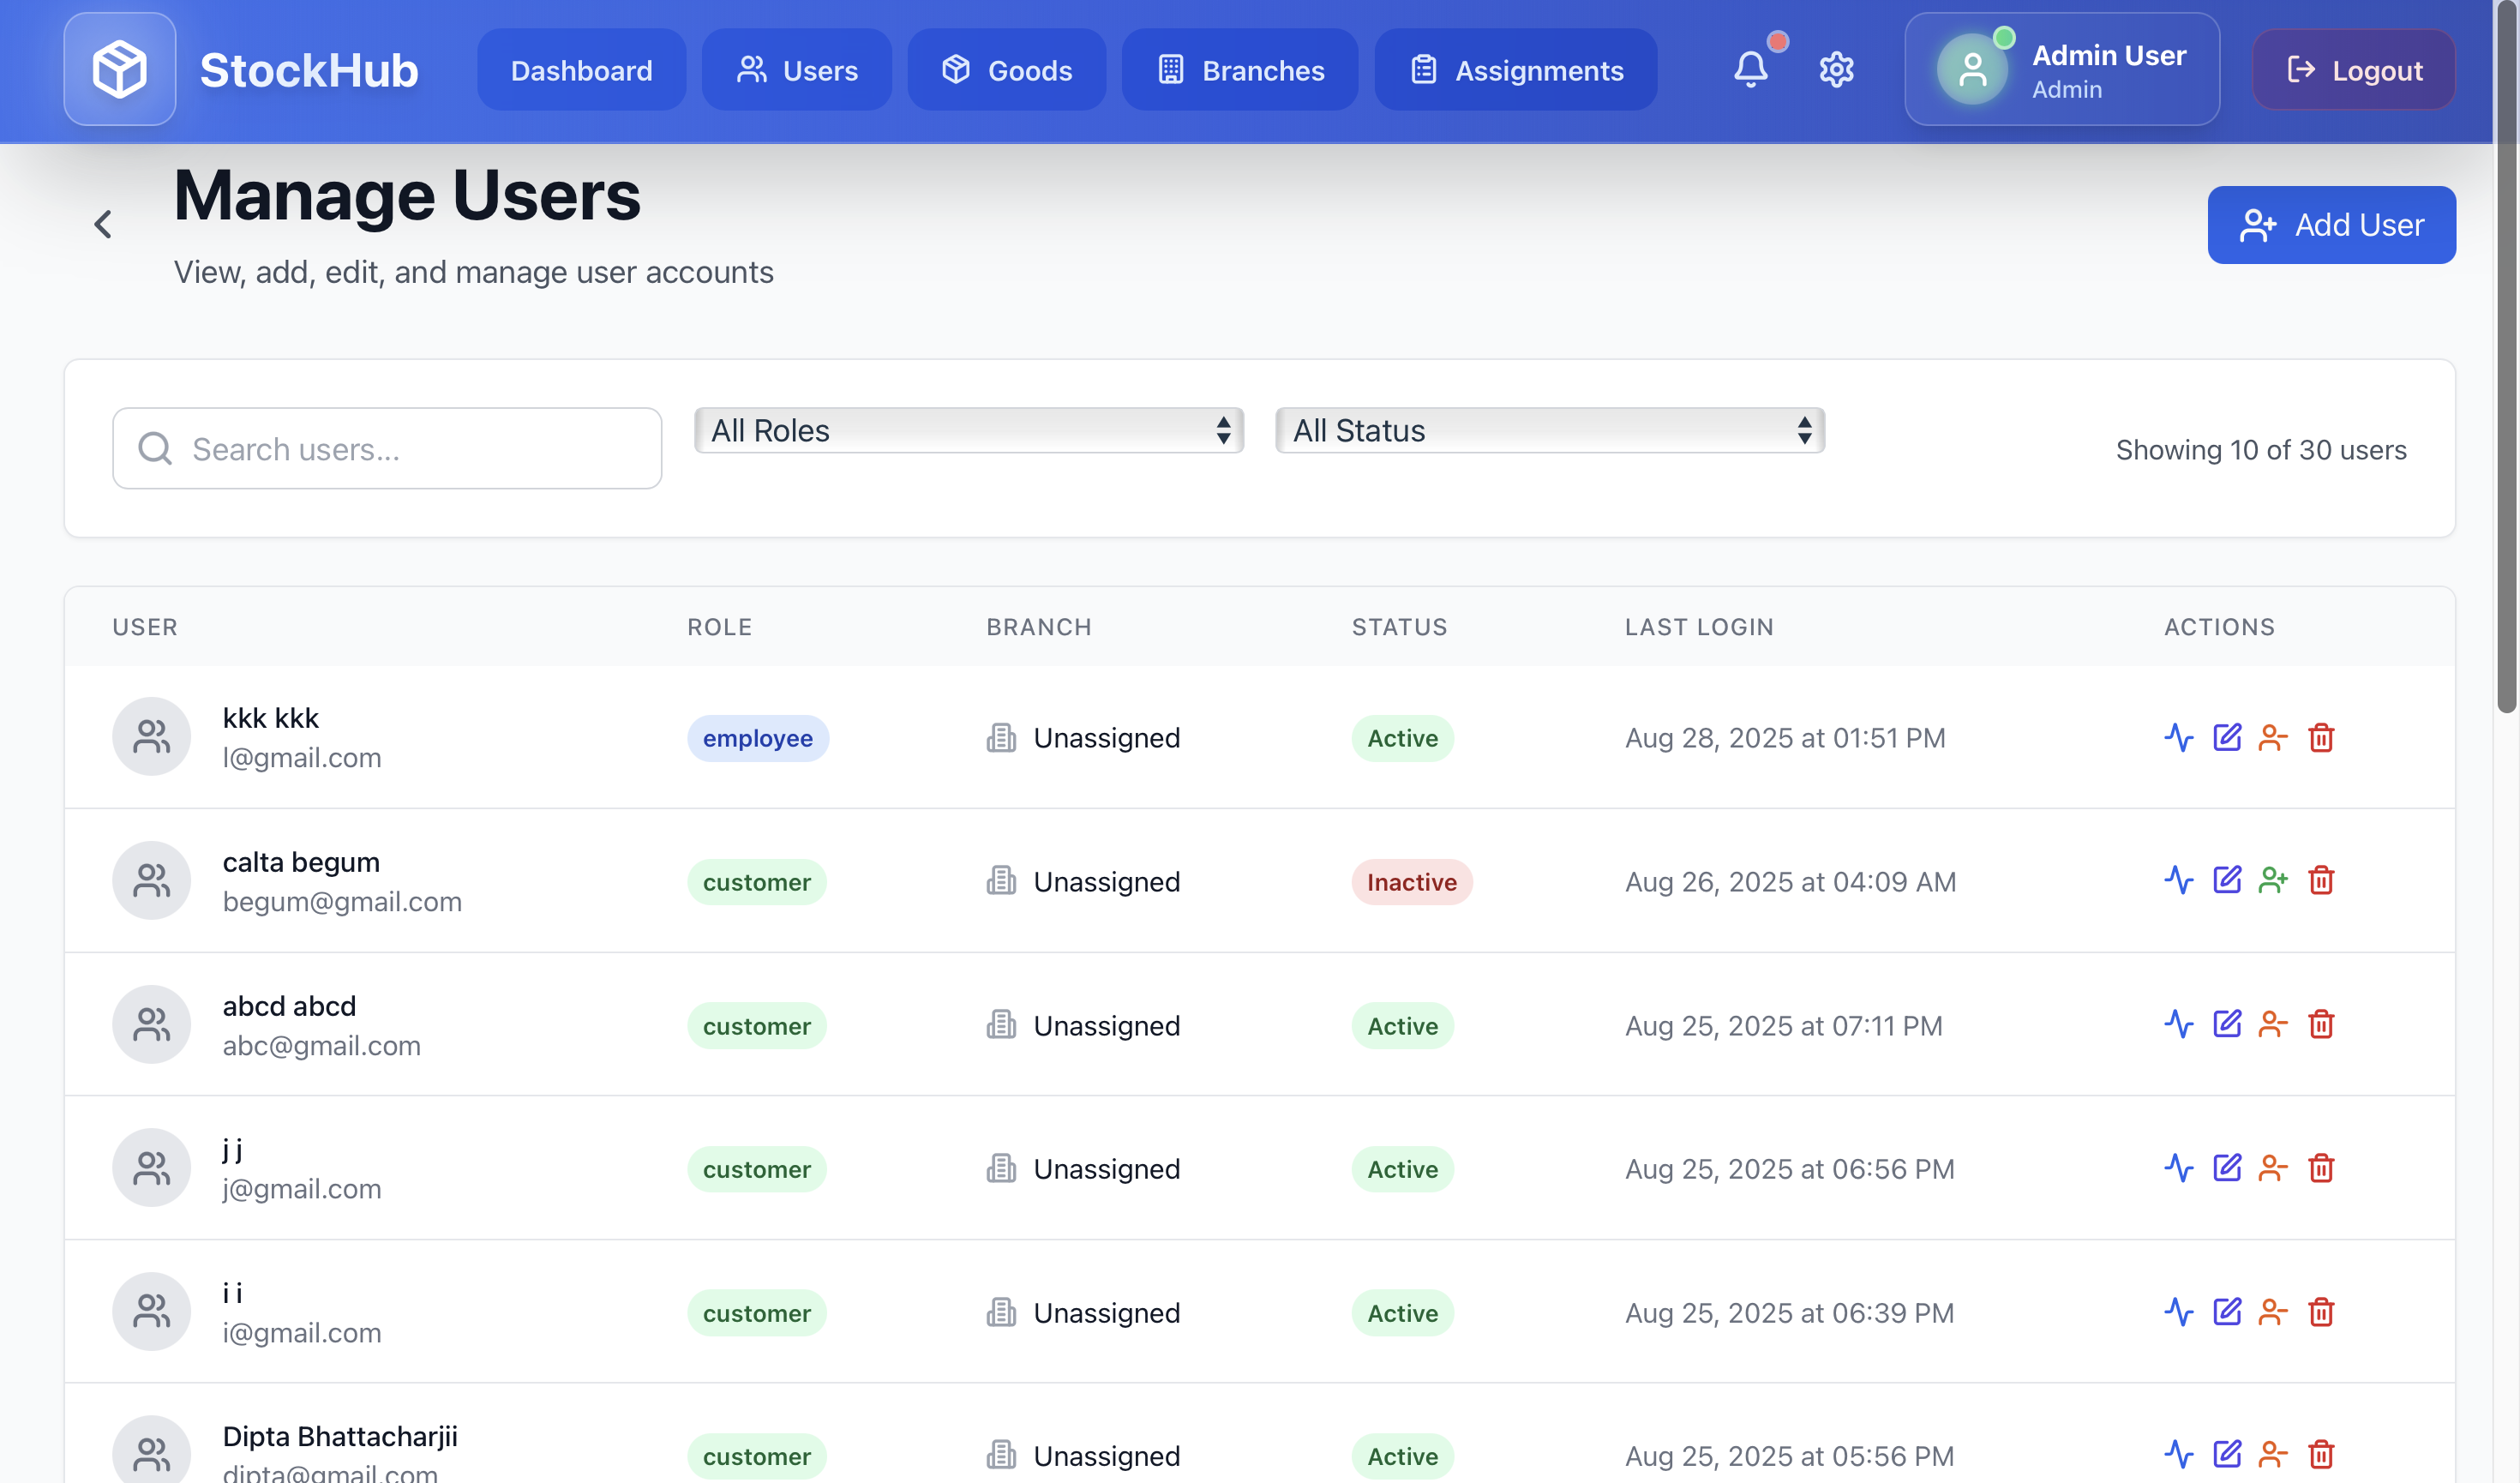 StockHub
Dashboard
Users
Goods
Branches
Assignments
Admin User
Admin
Logout
Manage Users
View, add, edit, and manage user accounts
Add User
Search users...
All Roles
All Status
Showing 10 of 30 users
USER ROLE BRANCH STATUS LAST LOGIN ACTIONS
kkk kkk
l@gmail.com
employee
Unassigned
Active
Aug 28, 2025 at 01:51 PM
calta begum
begum@gmail.com
customer
Unassigned
Inactive
Aug 26, 2025 at 04:09 AM
abcd abcd
abc@gmail.com
customer
Unassigned
Active
Aug 25, 2025 at 07:11 PM
j j
j@gmail.com
customer
Unassigned
Active
Aug 25, 2025 at 06:56 PM
i i
i@gmail.com
customer
Unassigned
Active
Aug 25, 2025 at 06:39 PM
Dipta Bhattacharjii
dipta@gmail.com
customer
Unassigned
Active
Aug 25, 2025 at 05:56 PM